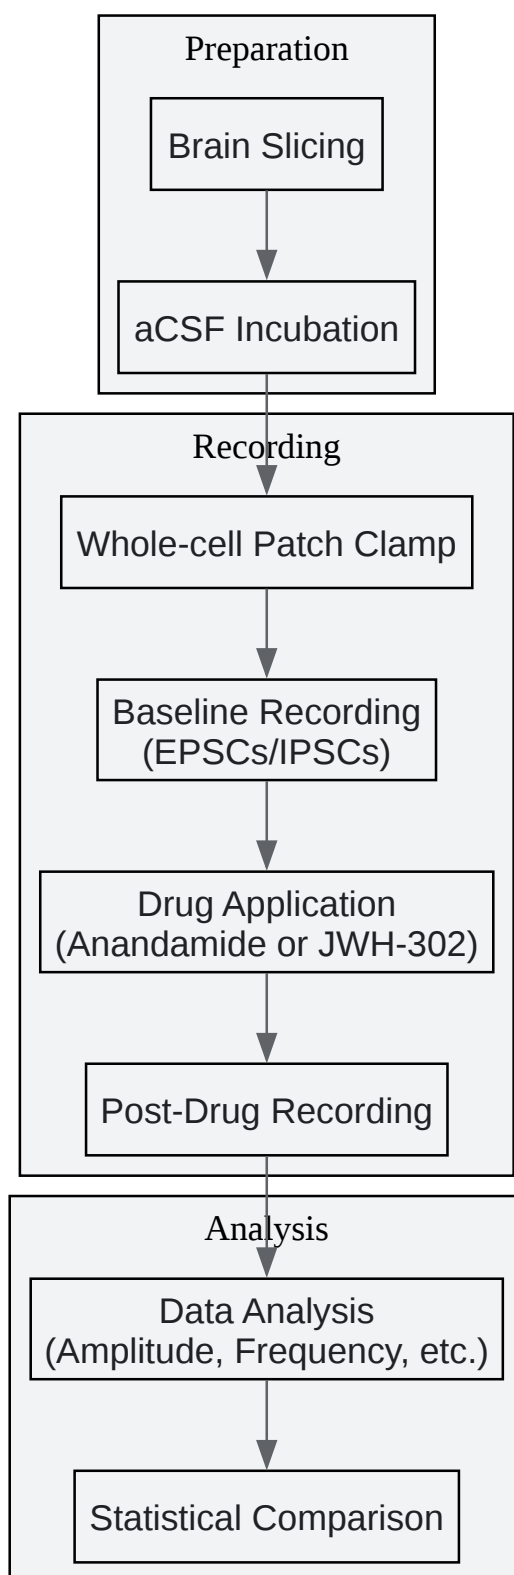 Preparation
Brain Slicing
aCSF Incubation
Recording
Whole-cell Patch Clamp
Baseline Recording
(EPSCs/IPSCs)
Drug Application
(Anandamide or JWH-302)
Post-Drug Recording
Analysis
Data Analysis
(Amplitude, Frequency, etc.)
Statistical Comparison